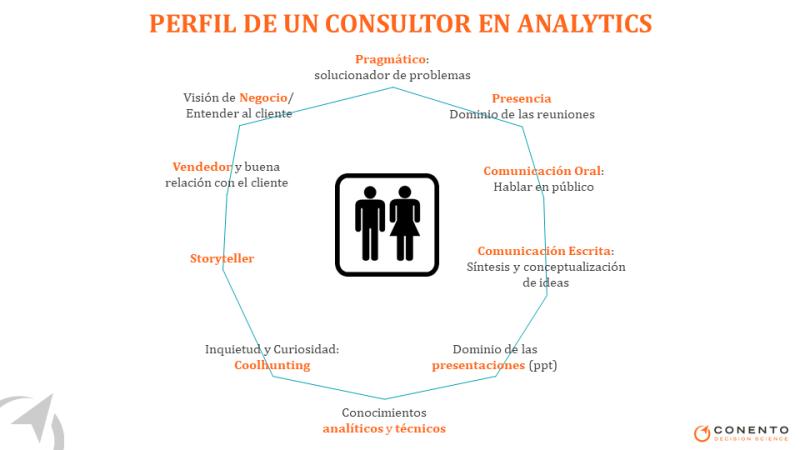 PERFIL DE UN CONSULTOR EN ANALYTICS
Pragmático:
solucionador de problemas
Presencia
Dominio de las reuniones
Comunicación Oral:
Hablar en público
Comunicación Escrita:
Síntesis y conceptualización
de ideas
Dominio de las
presentaciones (ppt)
Conocimientos
analíticos y técnicos
Inquietud y Curiosidad:
Coolhunting
Storyteller
Vendedor y buena
relación con el cliente
Visión de Negocio/
Entender al cliente
CONENTO
DECISION SCIENCE